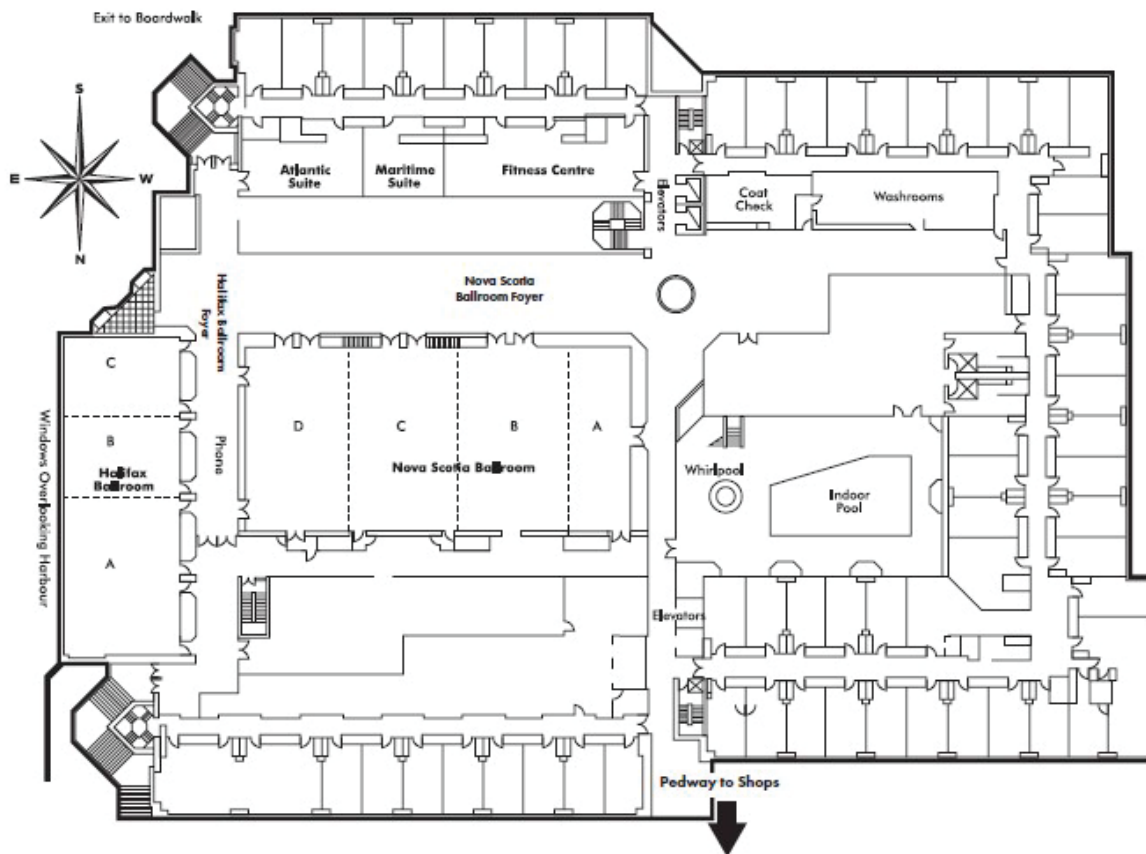 Exit to Boardwalk
S
E
W
N
Atlantic
Suite
Maritime
Suite
Fitness Centre
Elevators
Coat
Check
Washrooms
Halifax Ballroom
Foyer
Nova Scotia
Ballroom Foyer
C
B
Halifax
Ballroom
A
Windows Overlooking Harbour
Phone
D
C
B
A
Nova Scotia Ballroom
Whirlpool
Indoor
Pool
Elevators
Pedway to Shops